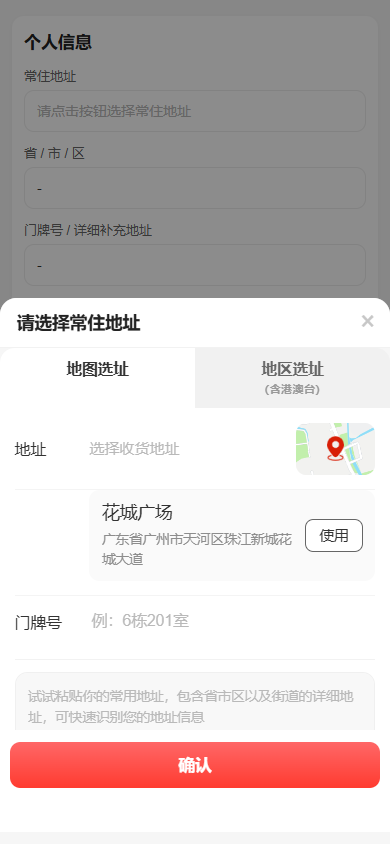 个人信息
常住地址
请点击按钮选择常住地址
省 / 市 / 区
-
门牌号 / 详细补充地址
-
请选择常住地址
×
地图选址
地区选址
(含港澳台)
地址
选择收货地址
花城广场
广东省广州市天河区珠江新城花
城大道
使用
门牌号
例：6栋201室
试试粘贴你的常用地址，包含省市区以及街道的详细地
址，可快速识别您的地址信息
确认